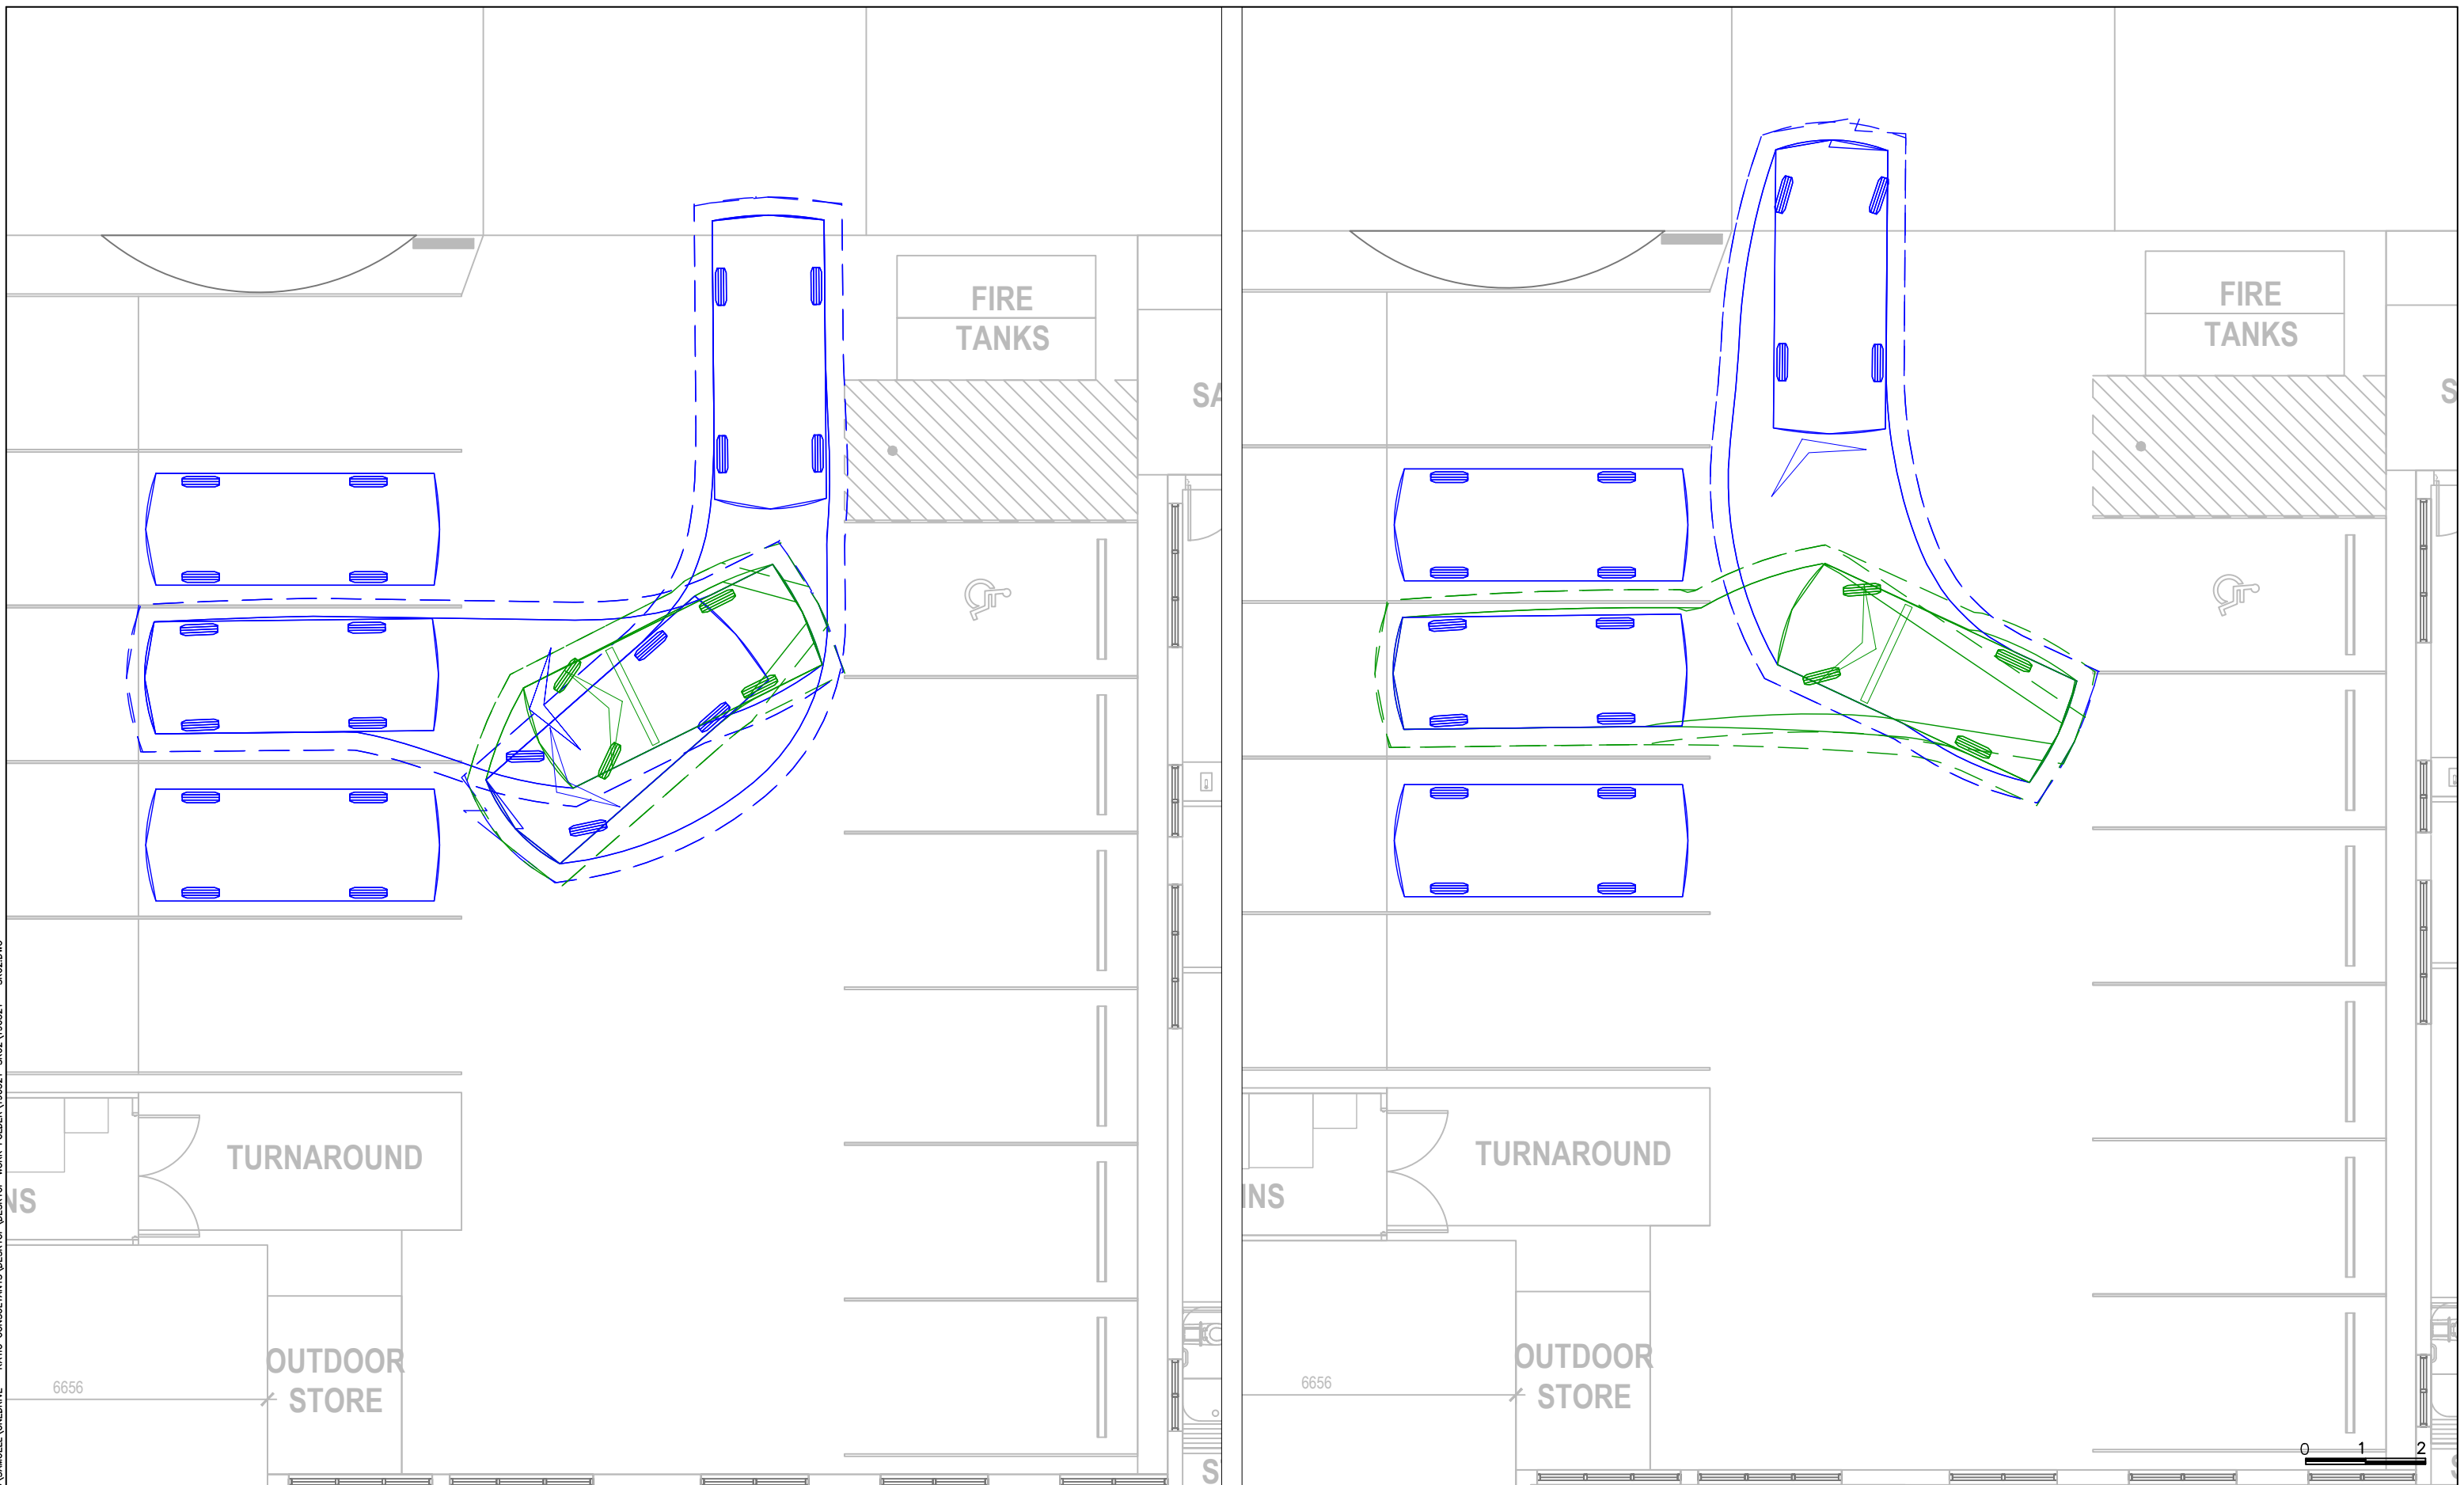 FIRE
TANKS
SA
TURNAROUND
NS
6656
OUTDOOR
STORE
S
FIRE
TANKS
S
TURNAROUND
INS
6656
OUTDOOR
STORE
0 1 2